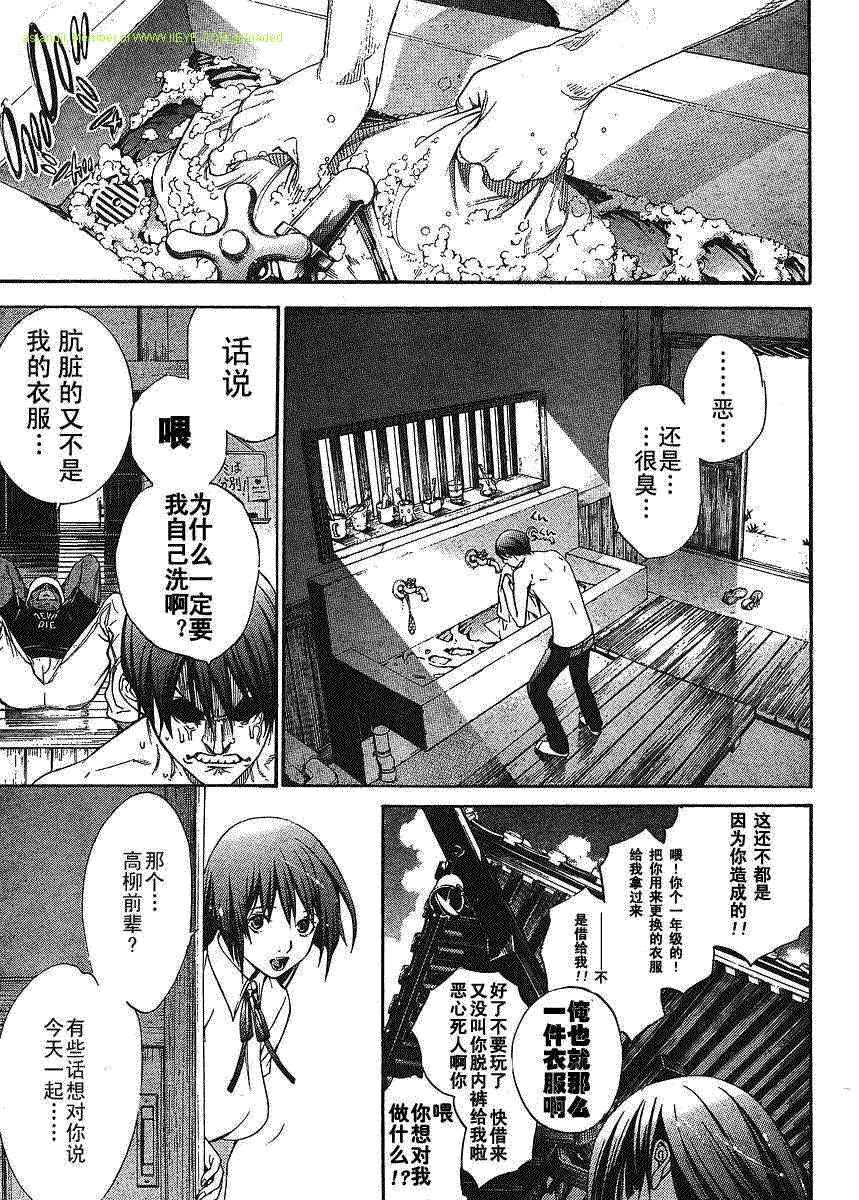 ……恶…
还是…
…很臭…
话说
喂
为什么一定要
我自己洗啊？
肮脏的又不是
我的衣服…
分別
这还不都是
因为你造成的!!
喂！你个一年级的！
把你用来更换的衣服
给我拿过来
不——
是借给我!!
俺也就那么
一件衣服啊
好了不要玩了　快借来
又没叫你脱内裤给我啦
恶心死人啊你
喂
你想对我
做什么!?
那个…
高柳前辈？
有些话想对你说
今天一起……